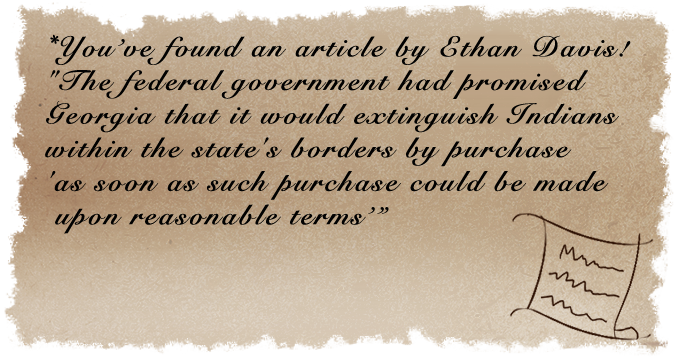 *You’ve found an article by Ethan Davis!
"The federal government had promised
Georgia that it would extinguish Indians
within the state's borders by purchase
'as soon as such purchase could be made
upon reasonable terms’”